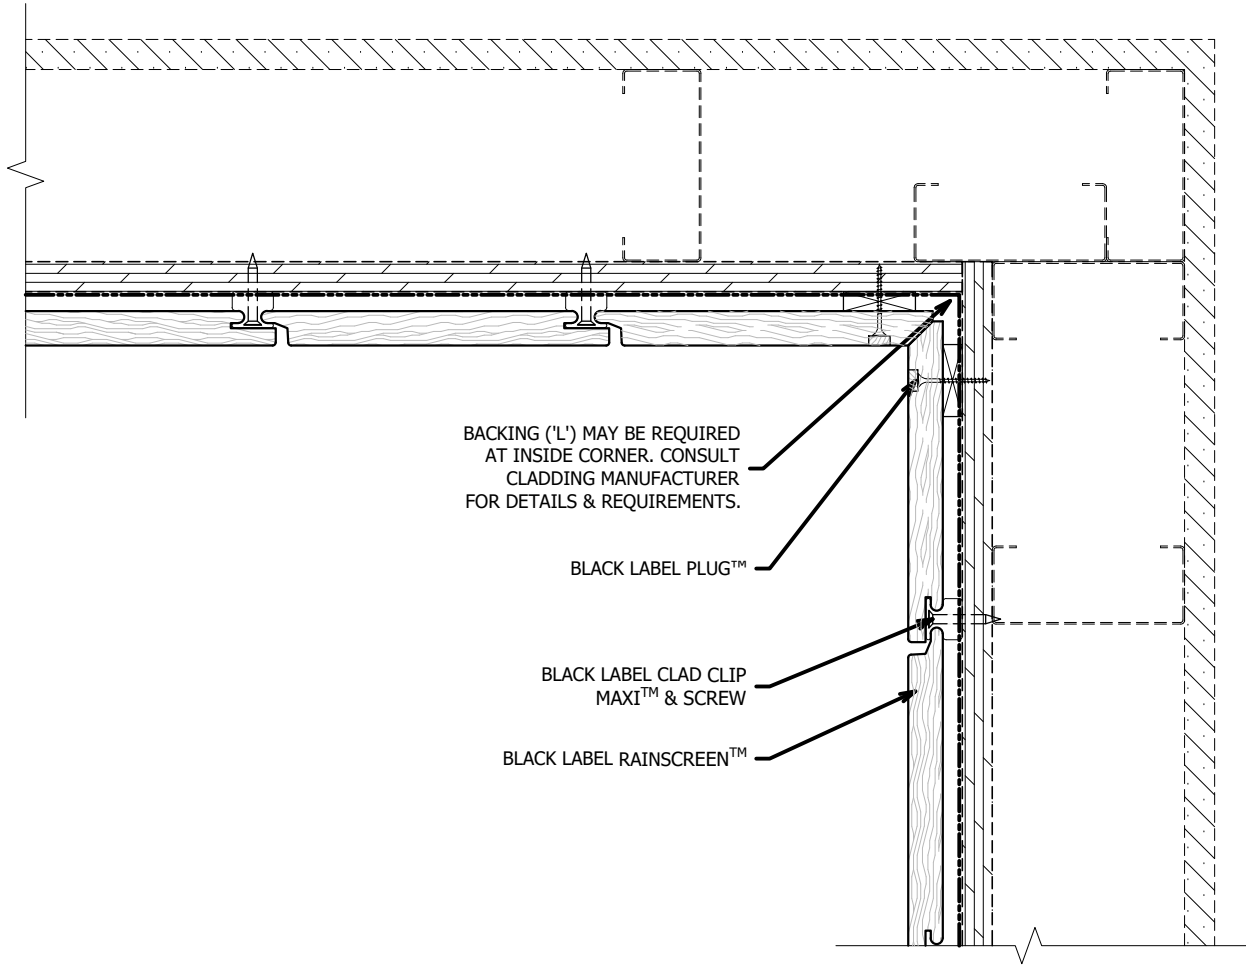 BACKING ('L') MAY BE REQUIRED
AT INSIDE CORNER. CONSULT
CLADDING MANUFACTURER
FOR DETAILS & REQUIREMENTS.
BLACK LABEL PLUG™
BLACK LABEL CLAD CLIP
MAXI™ & SCREW
BLACK LABEL RAINSCREEN™